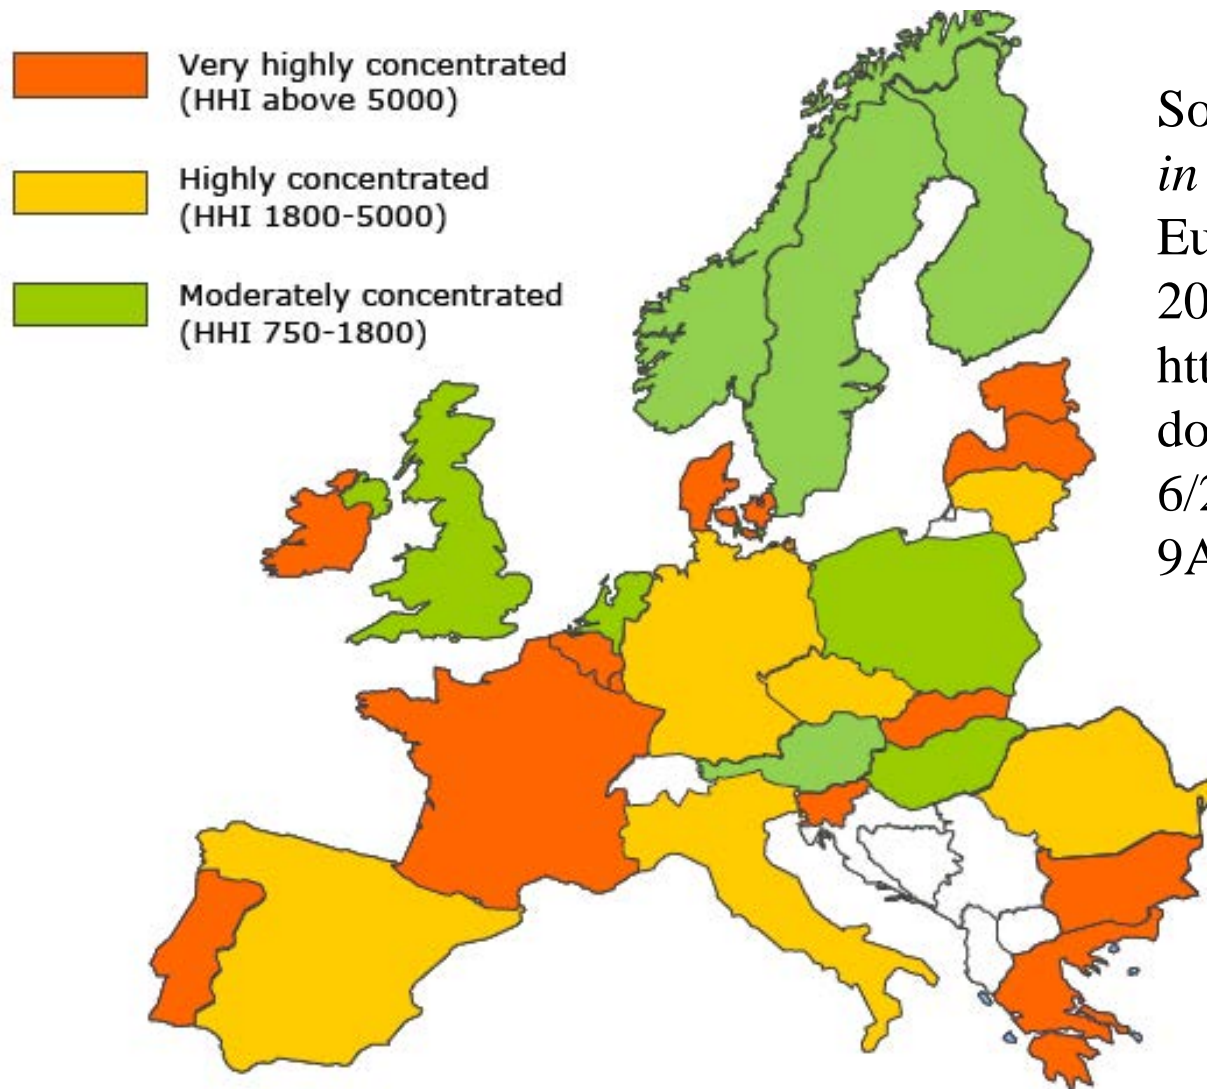 Very highly concentrated
(HHI above 5000)
Highly concentrated
(HHI 1800-5000)
Moderately concentrated
(HHI 750-1800)
So
in
Eu
20
htt
do
6/2
9A